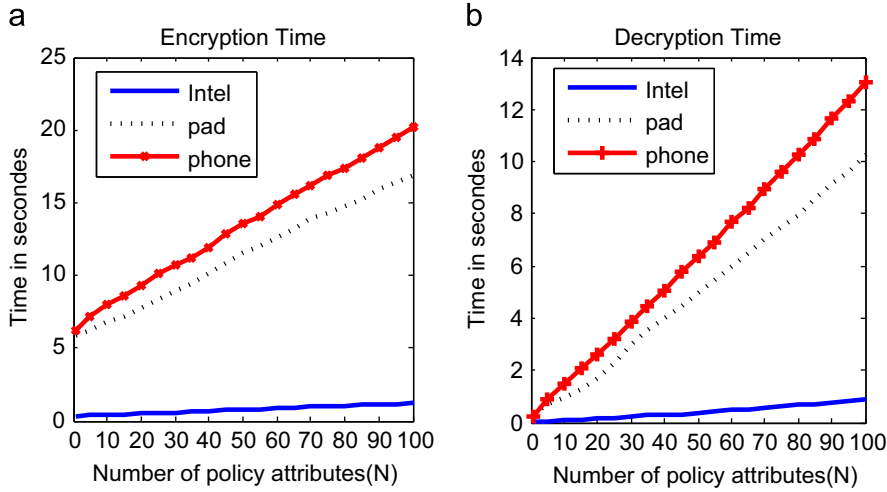 a
Encryption Time
25
20
15
10
5
0
Intel
pad
phone
Time in secondes
0 10 20 30 40 50 60 70 80 90 100
Number of policy attributes(N)
b
Decryption Time
14
12
10
8
6
4
2
0
Intel
pad
phone
Time in secondes
0 10 20 30 40 50 60 70 80 90 100
Number of policy attributes(N)